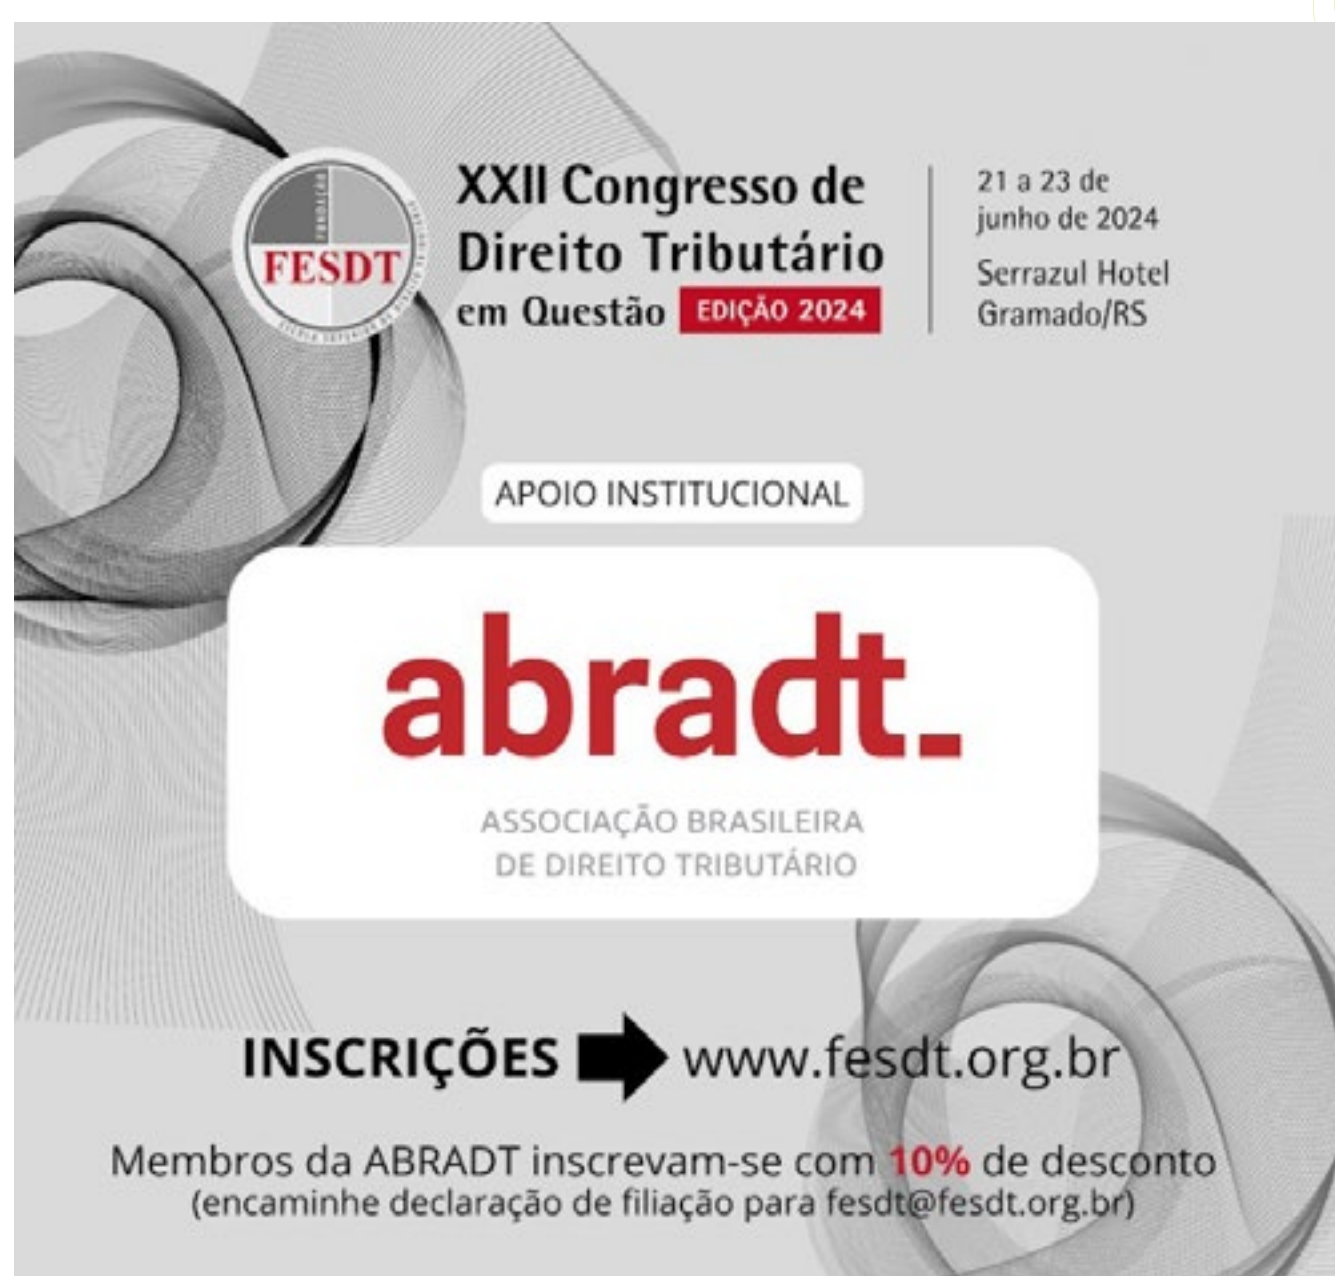 FUNDAÇÃO
FESDT
XXII Congresso de
Direito Tributário
em Questão EDIÇÃO 2024
21 a 23 de
junho de 2024
Serrazul Hotel
Gramado/RS
APOIO INSTITUCIONAL
abradt_
ASSOCIAÇÃO BRASILEIRA
DE DIREITO TRIBUTÁRIO
INSCRIÇÕES www.fesdt.org.br
Membros da ABRADT inscrevam-se com 10% de desconto
(encaminhe declaração de filiação para fesdt@fesdt.org.br)